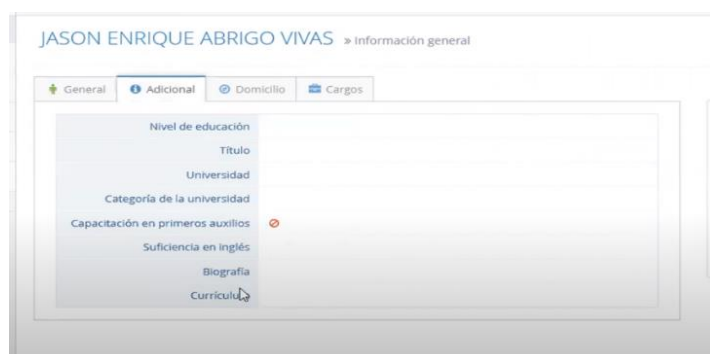 JASON ENRIQUE ABRIGO VIVAS » Información general
General Adicional Domicilio Cargos
Nivel de educación
Título
Universidad
Categoría de la universidad
Capacitación en primeros auxilios
Suficiencia en inglés
Biografía